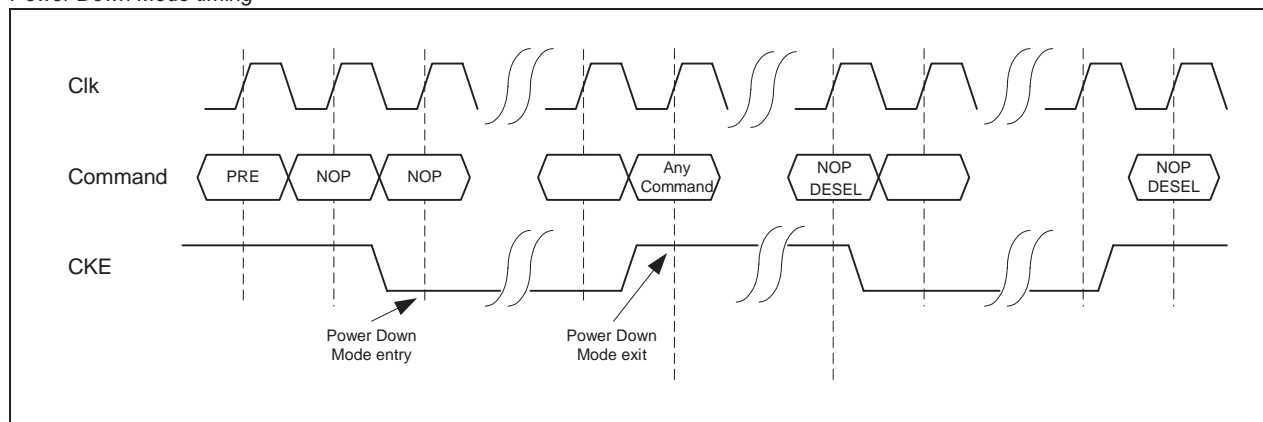 Power Down Mode timing
Clk
Command
PRE
NOP
NOP
Any
Command
NOP
DESEL
NOP
DESEL
CKE
Power Down
Mode entry
Power Down
Mode exit